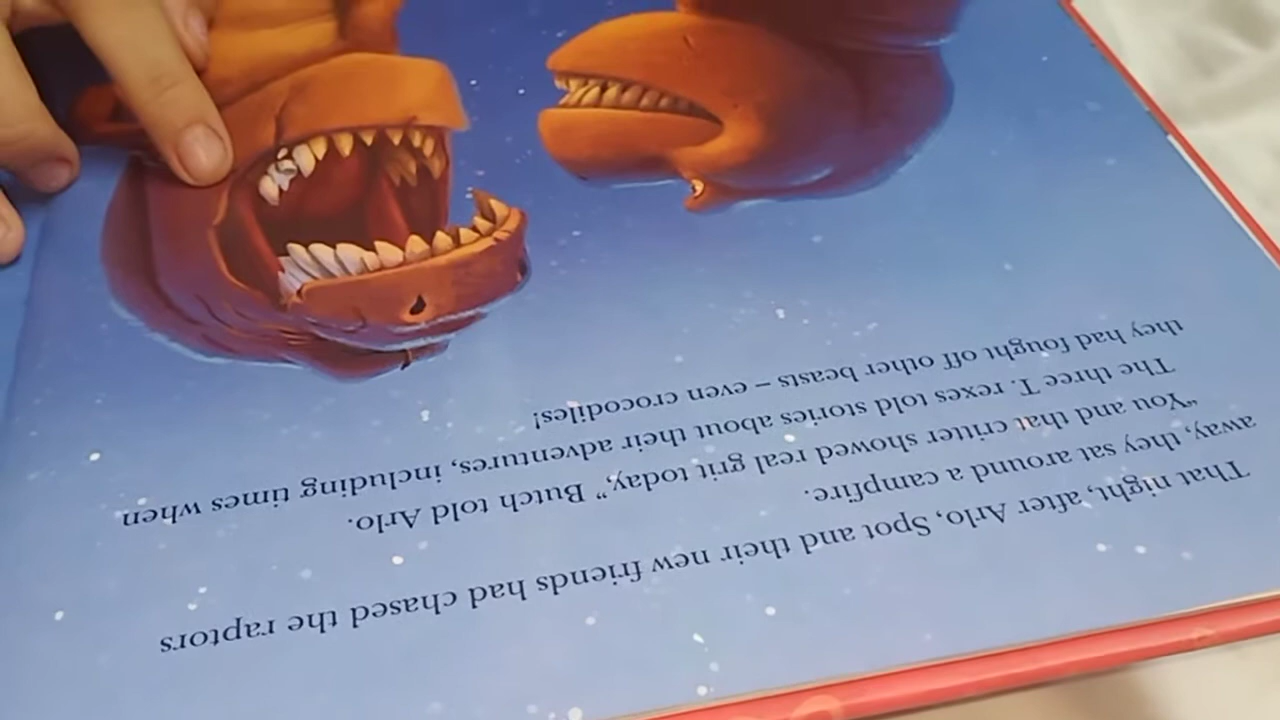 That night, after Arlo, Spot and their new friends had chased the raptors
away, they sat around a campfire.
“You and that critter showed real grit today,” Butch told Arlo.
The three T. rexes told stories about their adventures, including times when
they had fought off other beasts – even crocodiles!